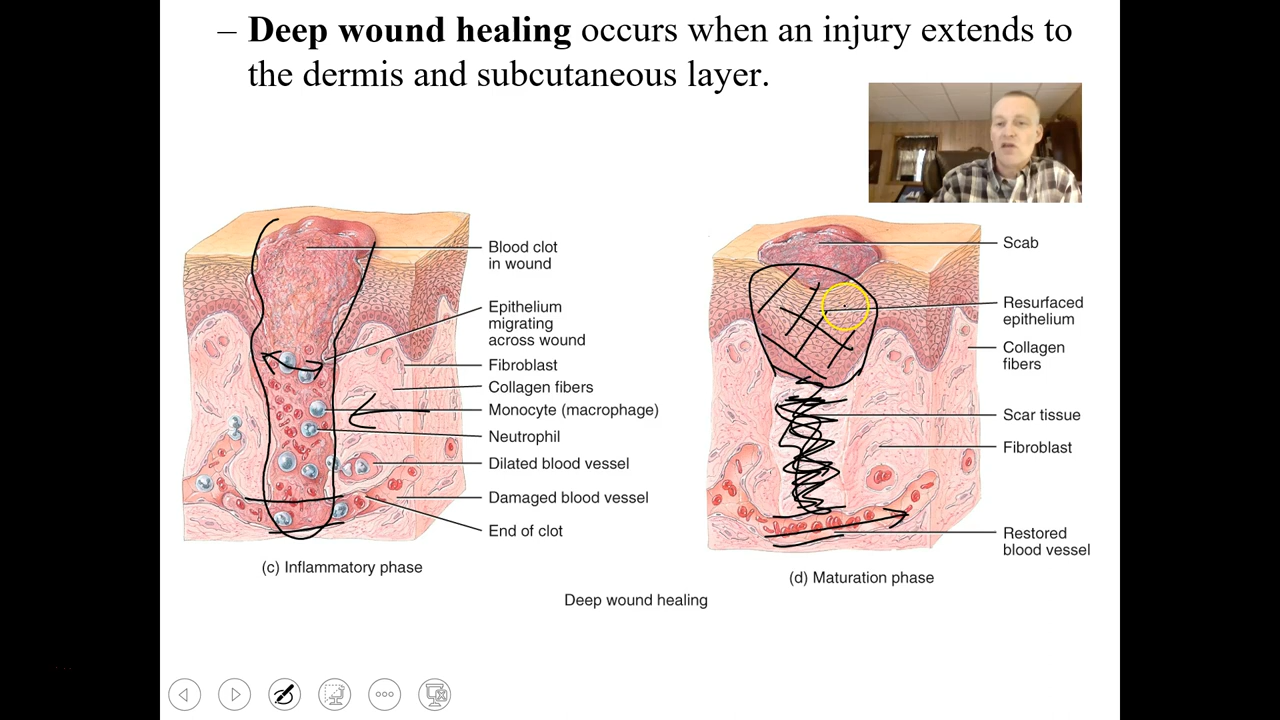 – Deep wound healing occurs when an injury extends to
the dermis and subcutaneous layer.
Blood clot
in wound
Epithelium
migrating
across wound
Fibroblast
Collagen fibers
Monocyte (macrophage)
Neutrophil
Dilated blood vessel
Damaged blood vessel
End of clot
(c) Inflammatory phase
Scab
Resurfaced
epithelium
Collagen
fibers
Scar tissue
Fibroblast
Restored
blood vessel
(d) Maturation phase
Deep wound healing